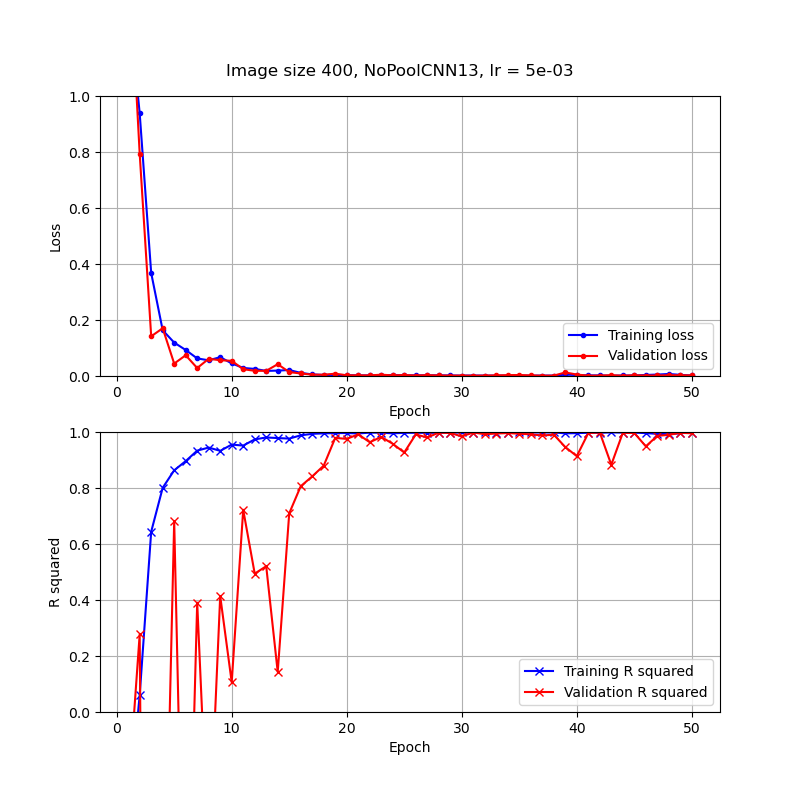 Image size 400, NoPoolCNN13, lr = 5e-03
1.0
0.8
0.6
0.4
0.2
0.0
Loss
0 10 20 30 40 50
Epoch
Training loss
Validation loss
1.0
0.8
0.6
0.4
0.2
0.0
R squared
0 10 20 30 40 50
Epoch
Training R squared
Validation R squared